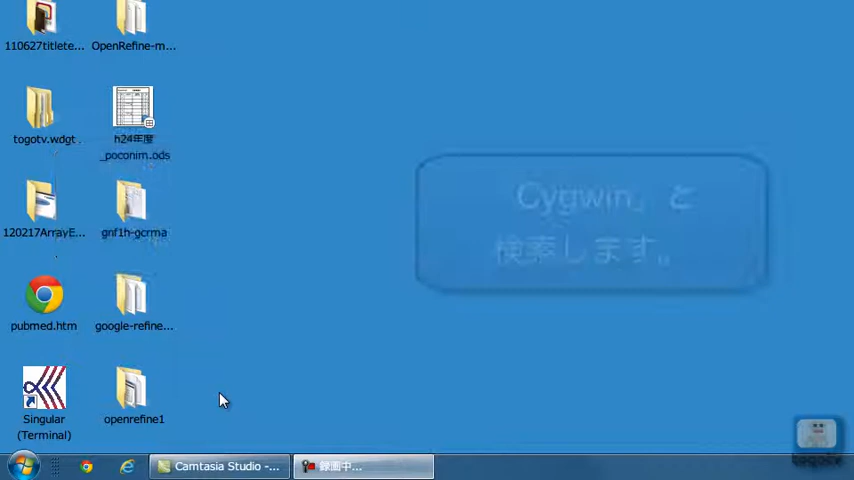 110627titlete...
OpenRefine-m...
togotv.wdgt
h24年度
_poconim.ods
120217ArrayE...
gnf1h-gcrma
pubmed.htm
google-refine...
Singular
(Terminal)
openrefine1
Cygwin」と
検索します。
Camtasia Studio -...
録画中...